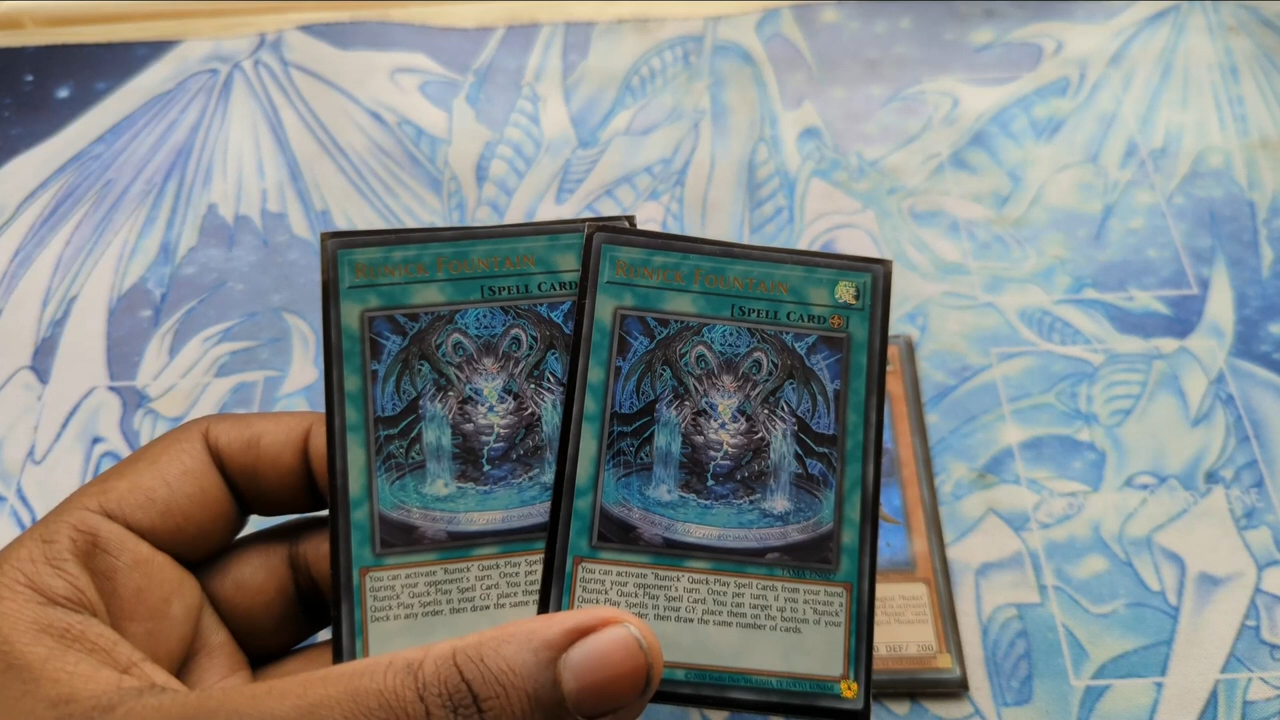 RUNICK FOUNTAIN
[SPELL CARD
You can activate "Runick" Quick-Play Spell
during your opponent's turn. Once per
"Runick" Quick-Play Spell Card: You can
Quick-Play Spells in your GY; place them
Deck in any order, then draw the same
RUNICK FOUNTAIN
SPELL
[SPELL CARD]
TAMA-EN027
You can activate "Runick" Quick-Play Spell Cards from your hand
during your opponent's turn. Once per turn, if you activate a
"Runick" Quick-Play Spell Card: You can target up to 3 "Runick"
Quick-Play Spells in your GY; place them on the bottom of your
order, then draw the same number of cards.
DEF/ 200